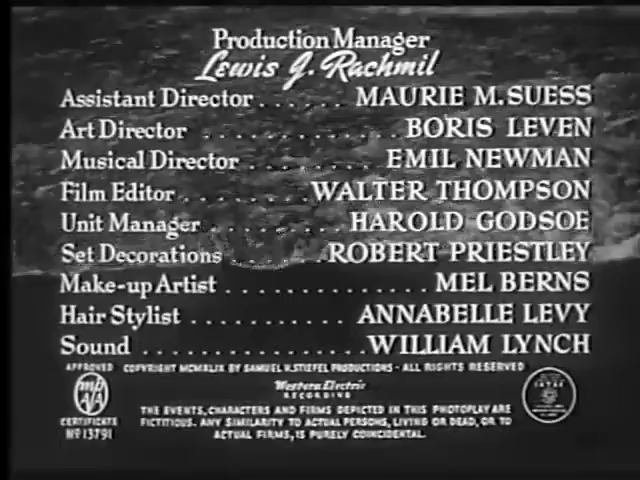 Production Manager
Lewis J. Rachmil
Assistant Director . . . . . . MAURIE M. SUESS
Art Director . . . . . . . . . . . . . BORIS LEVEN
Musical Director . . . . . . . . . EMIL NEWMAN
Film Editor . . . . . . . . . WALTER THOMPSON
Unit Manager . . . . . . . . . HAROLD GODSOE
Set Decorations . . . . . . . ROBERT PRIESTLEY
Make-up Artist . . . . . . . . . . . . . MEL BERNS
Hair Stylist . . . . . . . . . . ANNABELLE LEVY
Sound . . . . . . . . . . . . . . WILLIAM LYNCH
APPROVED COPYRIGHT MCMXLIX BY SAMUEL V. STIEFEL PRODUCTIONS - ALL RIGHTS RESERVED
MPAA
CERTIFICATE
Nº 13791
Western Electric
RECORDING
THE EVENTS, CHARACTERS AND FIRMS DEPICTED IN THIS PHOTOPLAY ARE
FICTITIOUS. ANY SIMILARITY TO ACTUAL PERSONS, LIVING OR DEAD, OR TO
ACTUAL FIRMS, IS PURELY COINCIDENTAL.
IATSE